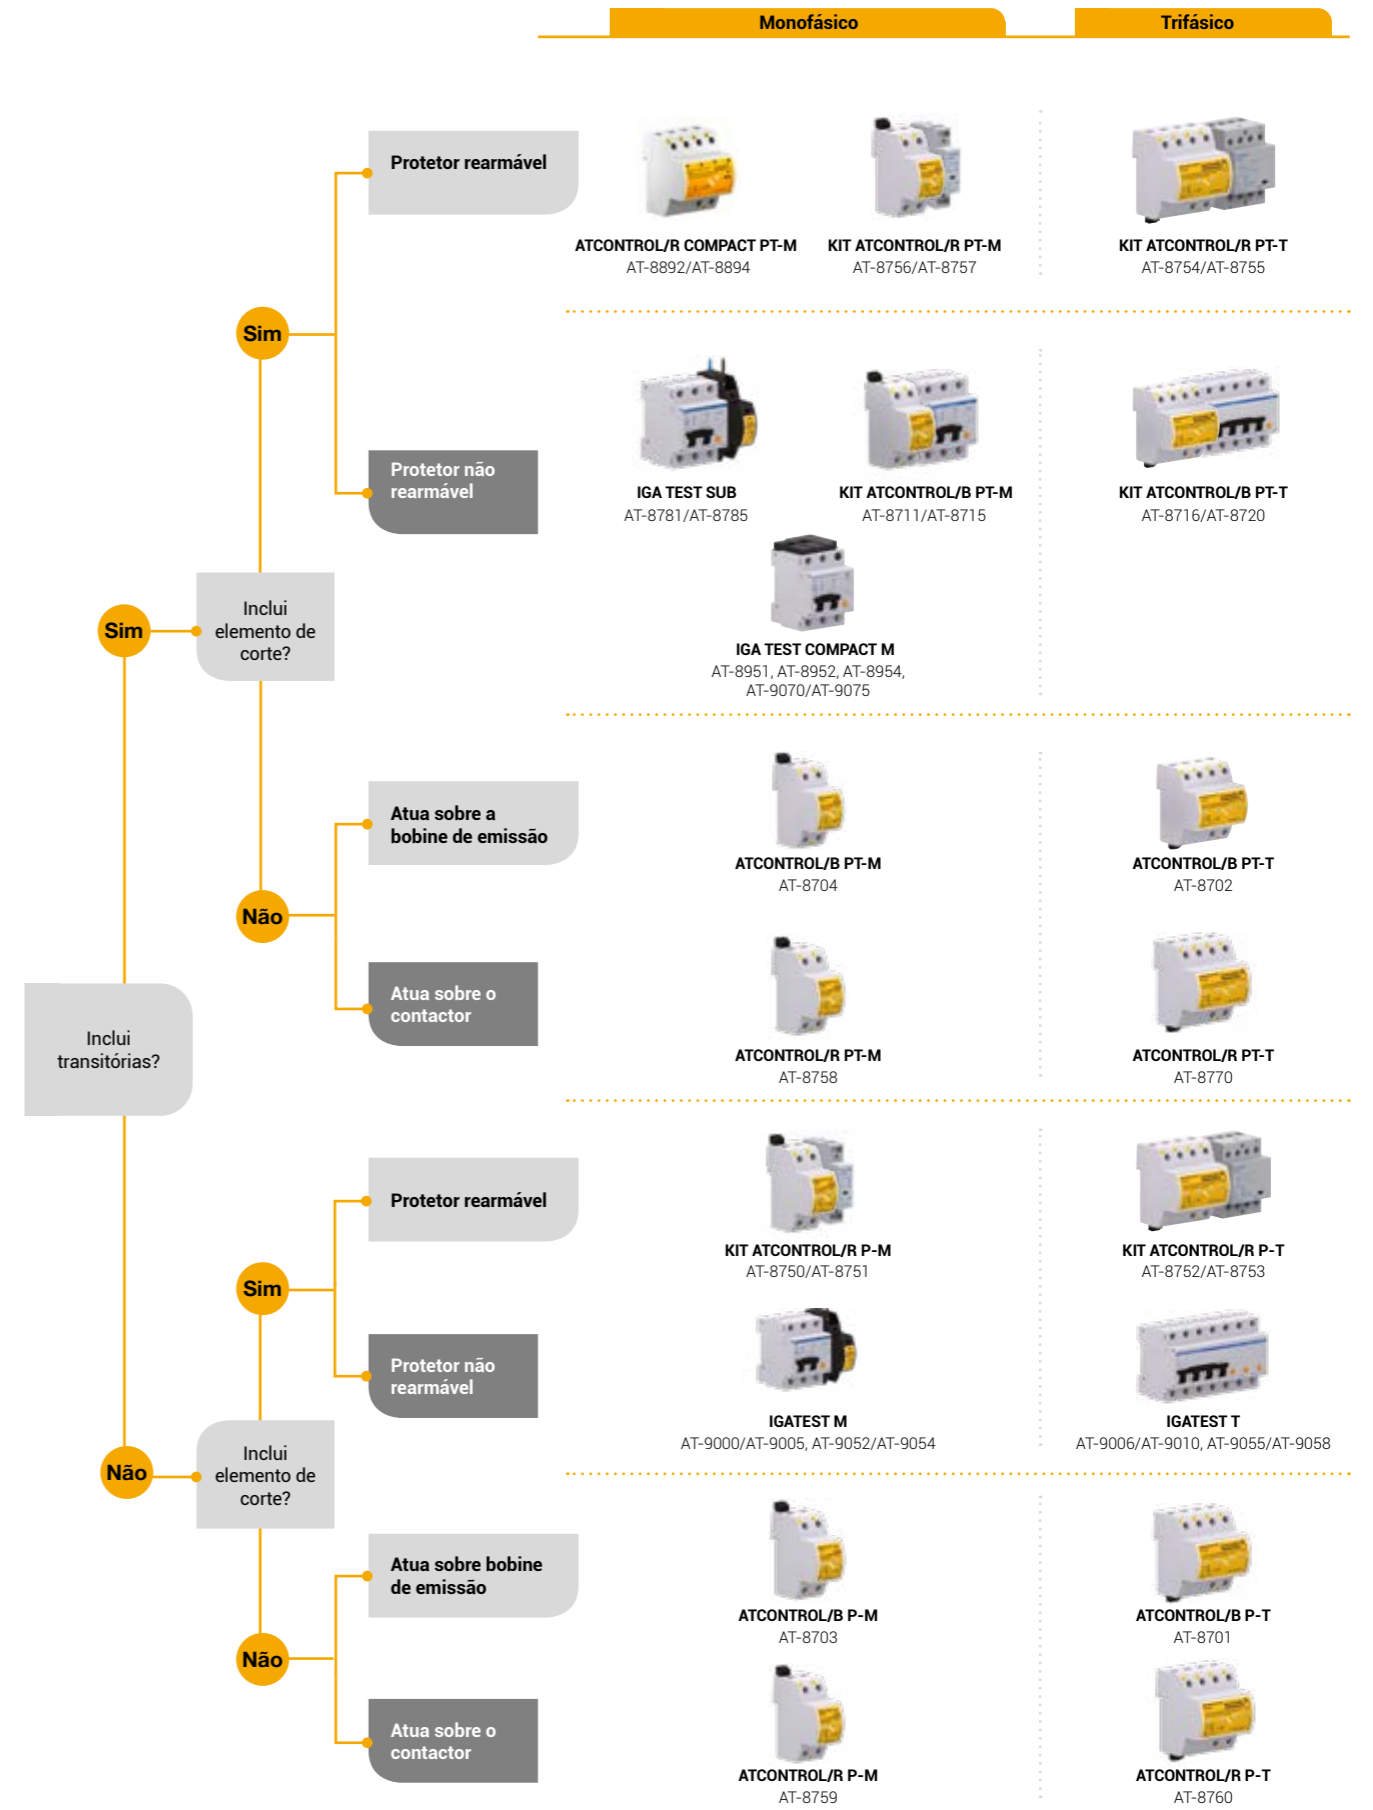 Monofásico
Trifásico
Protetor rearmável
ATCONTROL/R COMPACT PT-M
AT-8892/AT-8894
KIT ATCONTROL/R PT-M
AT-8756/AT-8757
KIT ATCONTROL/R PT-T
AT-8754/AT-8755
Sim
Protetor não
rearmável
IGA TEST SUB
AT-8781/AT-8785
KIT ATCONTROL/B PT-M
AT-8711/AT-8715
KIT ATCONTROL/B PT-T
AT-8716/AT-8720
IGA TEST COMPACT M
AT-8951, AT-8952, AT-8954,
AT-9070/AT-9075
Sim
Inclui
elemento de
corte?
Atua sobre a
bobine de emissão
ATCONTROL/B PT-M
AT-8704
ATCONTROL/B PT-T
AT-8702
Não
Atua sobre o
contactor
ATCONTROL/R PT-M
AT-8758
ATCONTROL/R PT-T
AT-8770
Inclui
transitórias?
Protetor rearmável
KIT ATCONTROL/R P-M
AT-8750/AT-8751
KIT ATCONTROL/R P-T
AT-8752/AT-8753
Sim
Protetor não
rearmável
IGATEST M
AT-9000/AT-9005, AT-9052/AT-9054
IGATEST T
AT-9006/AT-9010, AT-9055/AT-9058
Não
Inclui
elemento de
corte?
Atua sobre bobine
de emissão
ATCONTROL/B P-M
AT-8703
ATCONTROL/B P-T
AT-8701
Não
Atua sobre o
contactor
ATCONTROL/R P-M
AT-8759
ATCONTROL/R P-T
AT-8760